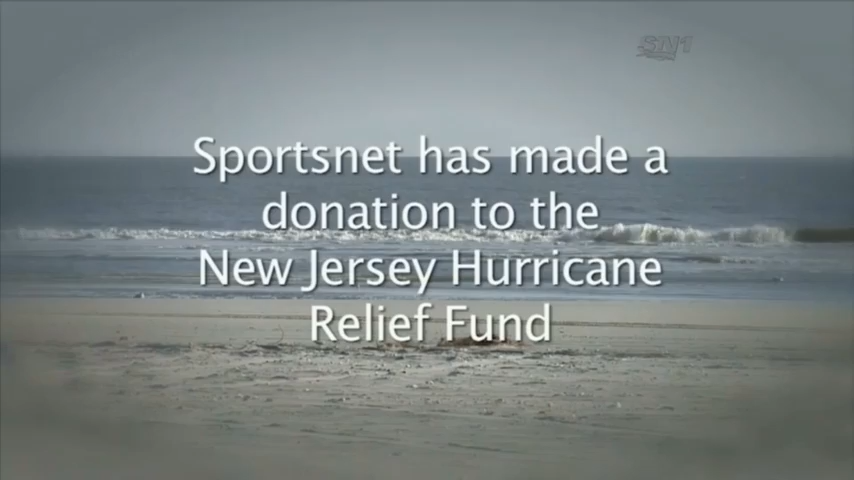 SN1
Sportsnet has made a
donation to the
New Jersey Hurricane
Relief Fund